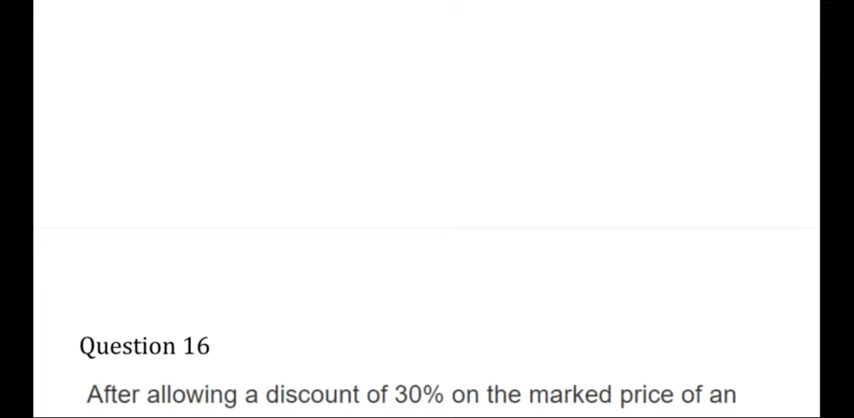 Question 16
After allowing a discount of 30% on the marked price of an